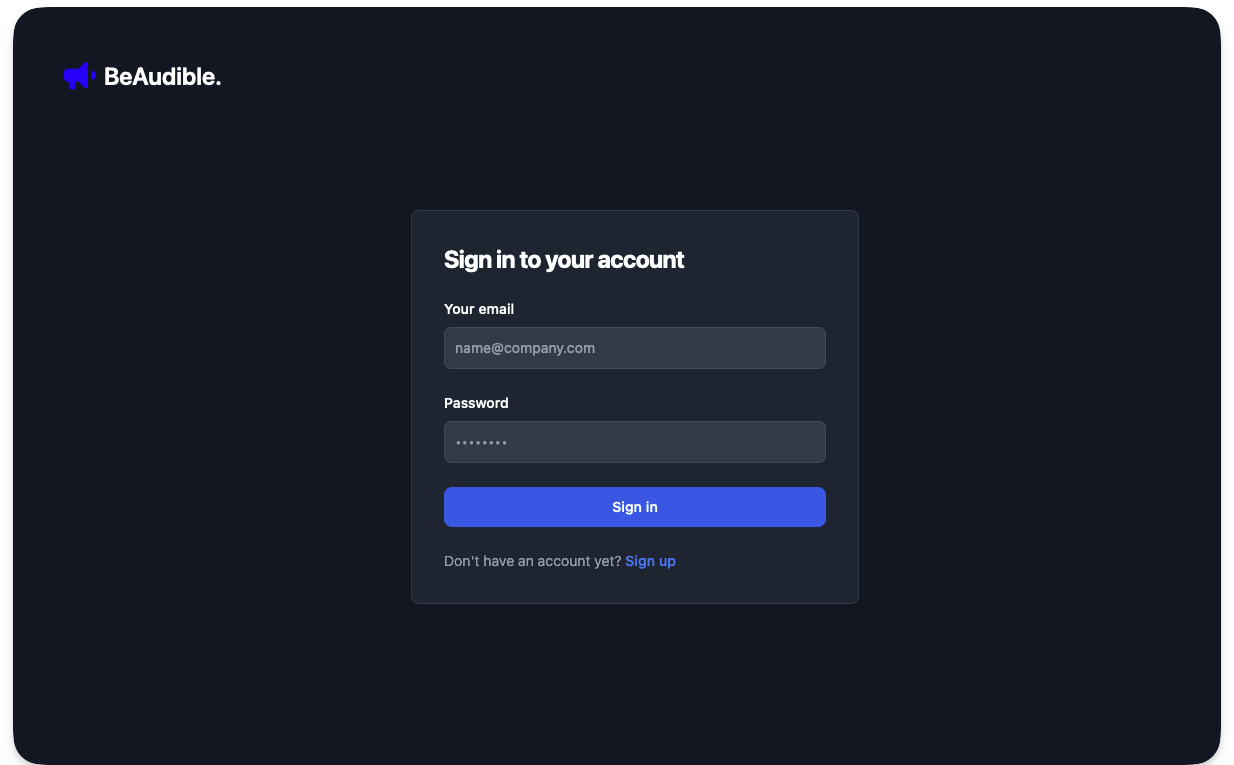 BeAudible.
Sign in to your account
Your email
name@company.com
Password
••••••••
Sign in
Don't have an account yet? Sign up